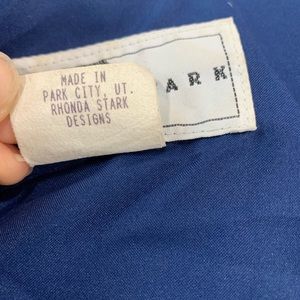 MADE IN
PARK CITY, UT.
RHONDA STARK
DESIGNS
ARK